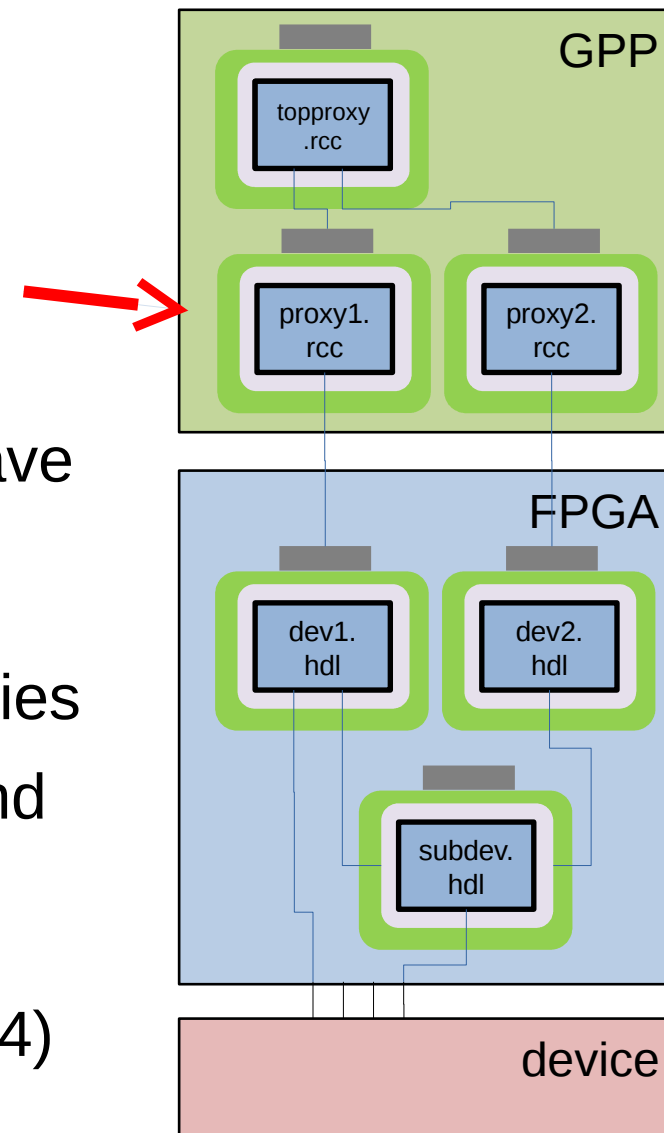 GPP
topproxy
.rcc
proxy1.
rcc
proxy2.
rcc
ave
FPGA
dev1.
hdl
dev2.
hdl
ies
nd
subdev.
hdl
4)
device